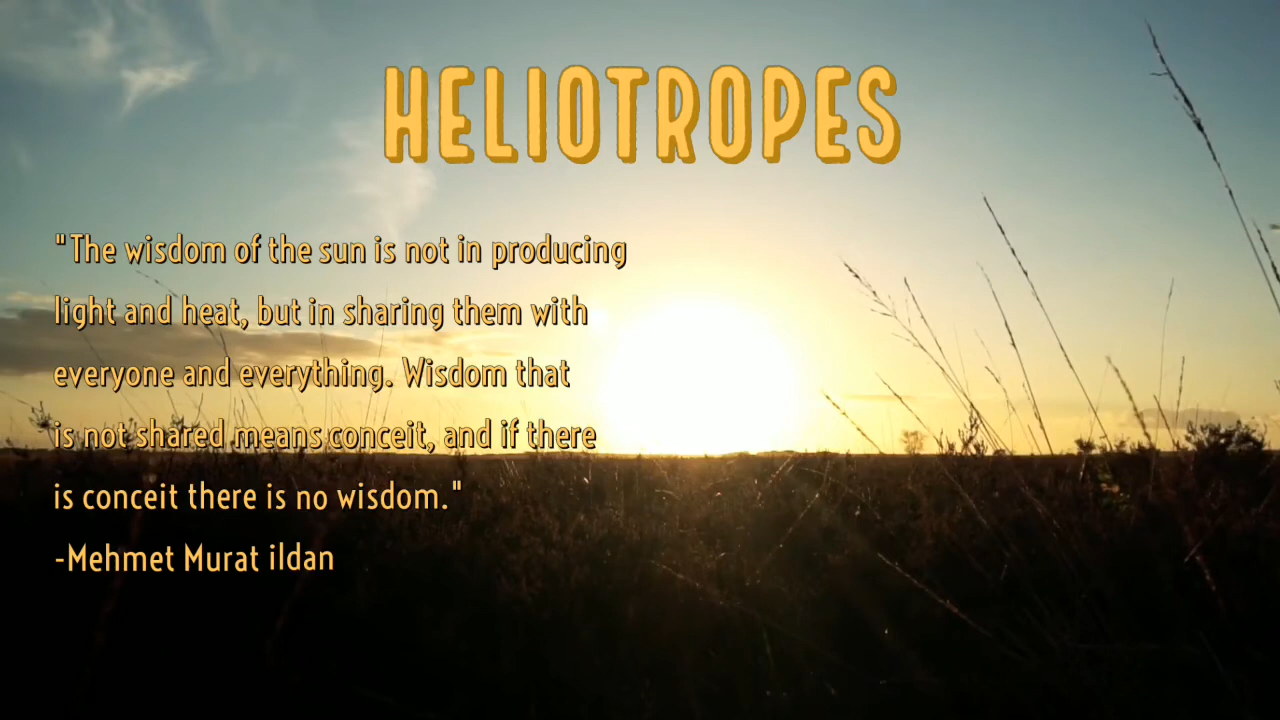 HELIOTROPES
"The wisdom of the sun is not in producing
light and heat, but in sharing them with
everyone and everything. Wisdom that
is not shared means conceit, and if there
is conceit there is no wisdom."
-Mehmet Murat ildan